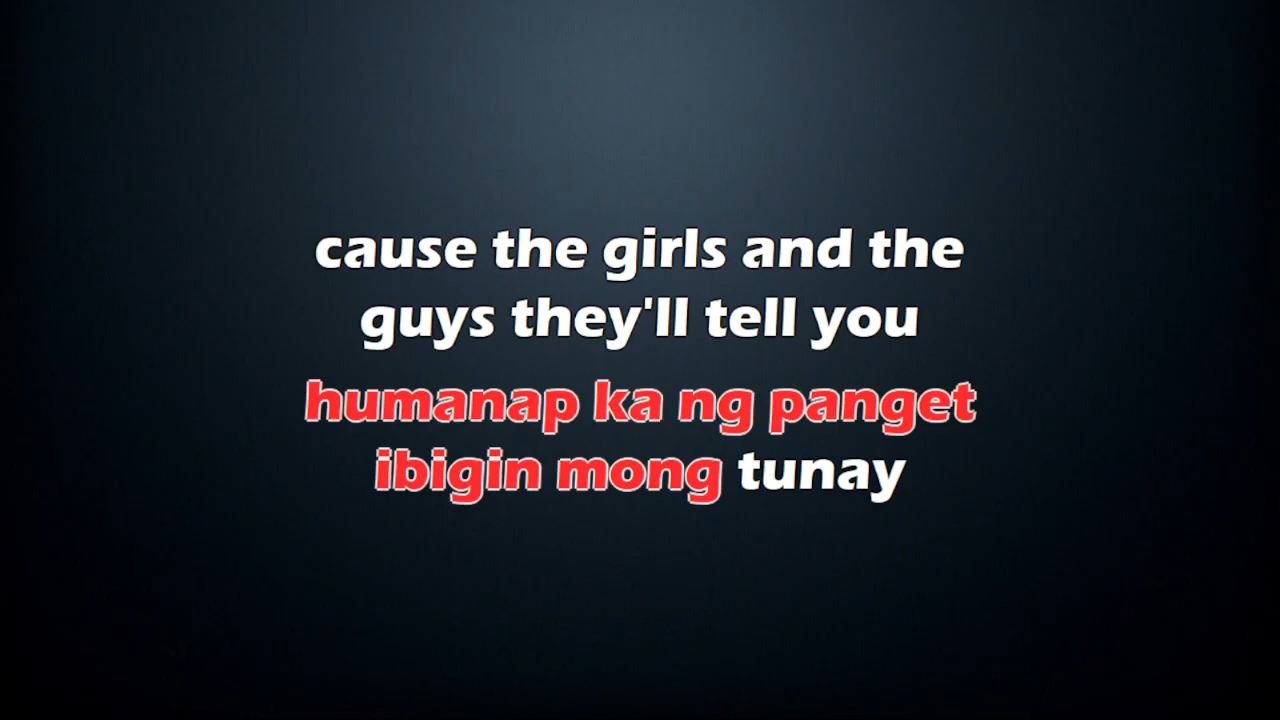 cause the girls and the
guys they'll tell you
humanap ka ng panget
ibigin mong tunay